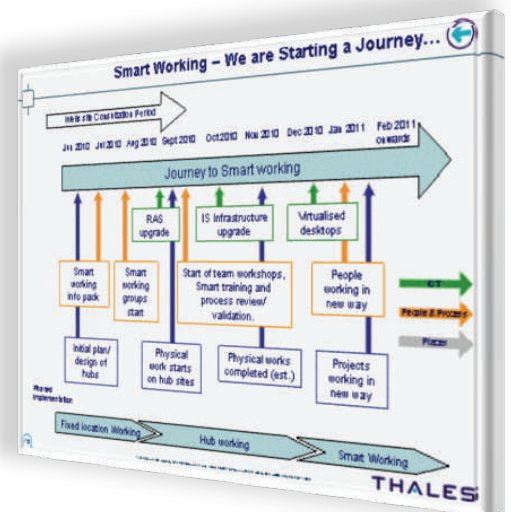 Smart Working – We are Starting a Journey...
Website Consultation Period
Jun 2010 Jul 2010 Aug 2010 Sept 2010 Oct 2010 Nov 2010 Dec 2010 Jan 2011 Feb 2011
onwards
Journey to Smart working
RAS
upgrade
IS Infrastructure
upgrade
Virtualised
desktops
Smart
working
info pack
Smart
working
groups
start
Start of team workshops,
Smart training and
process review/
validation.
People
working in
new way
ICT
People & Process
Places
Initial plan/
design of
hubs
Physical
work starts
on hub sites
Physical works
completed (est.)
Projects
working in
new way
Phased
Implementation
Fixed location Working
Hub working
Smart Working
THALES